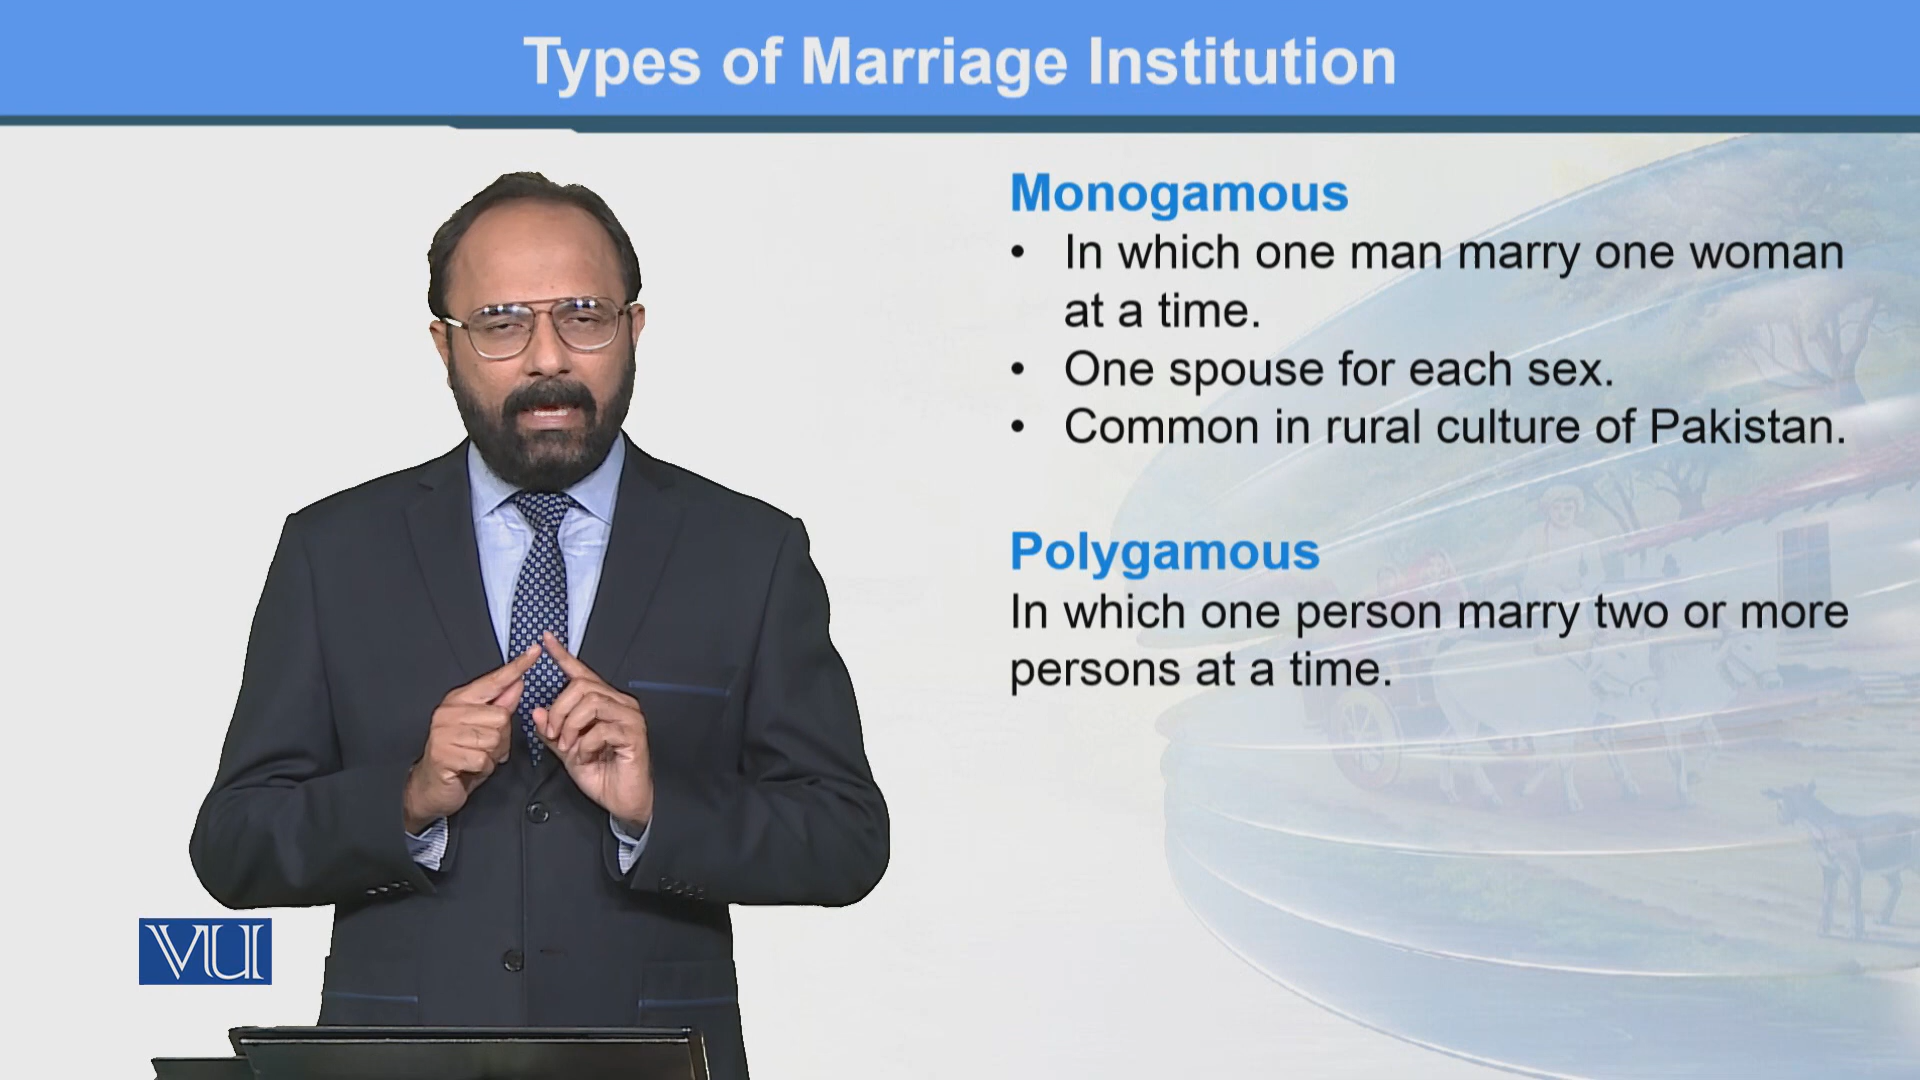 Types of Marriage Institution
Monogamous
• In which one man marry one woman
at a time.
• One spouse for each sex.
• Common in rural culture of Pakistan.
Polygamous
In which one person marry two or more
persons at a time.
VU